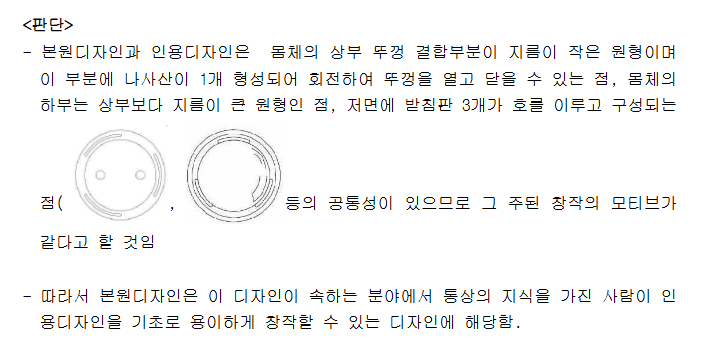 <판단>
- 본원디자인과 인용디자인은 몸체의 상부 뚜껑 결합부분이 지름이 작은 원형이며
이 부분에 나사산이 1개 형성되어 회전하여 뚜껑을 열고 닫을 수 있는 점, 몸체의
하부는 상부보다 지름이 큰 원형인 점, 저면에 받침판 3개가 호를 이루고 구성되는
점( , 등의 공통성이 있으므로 그 주된 창작의 모티브가
같다고 할 것임
- 따라서 본원디자인은 이 디자인이 속하는 분야에서 통상의 지식을 가진 사람이 인
용디자인을 기초로 용이하게 창작할 수 있는 디자인에 해당함.